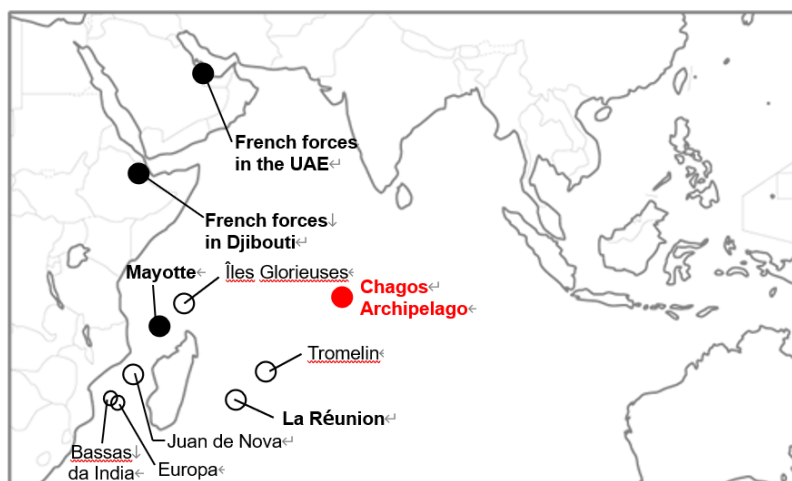 French forces
in the UAE
French forces
in Djibouti
Mayotte
Îles Glorieuses
Chagos
Archipelago
Tromelin
La Réunion
Juan de Nova
Bassas
da India
Europa